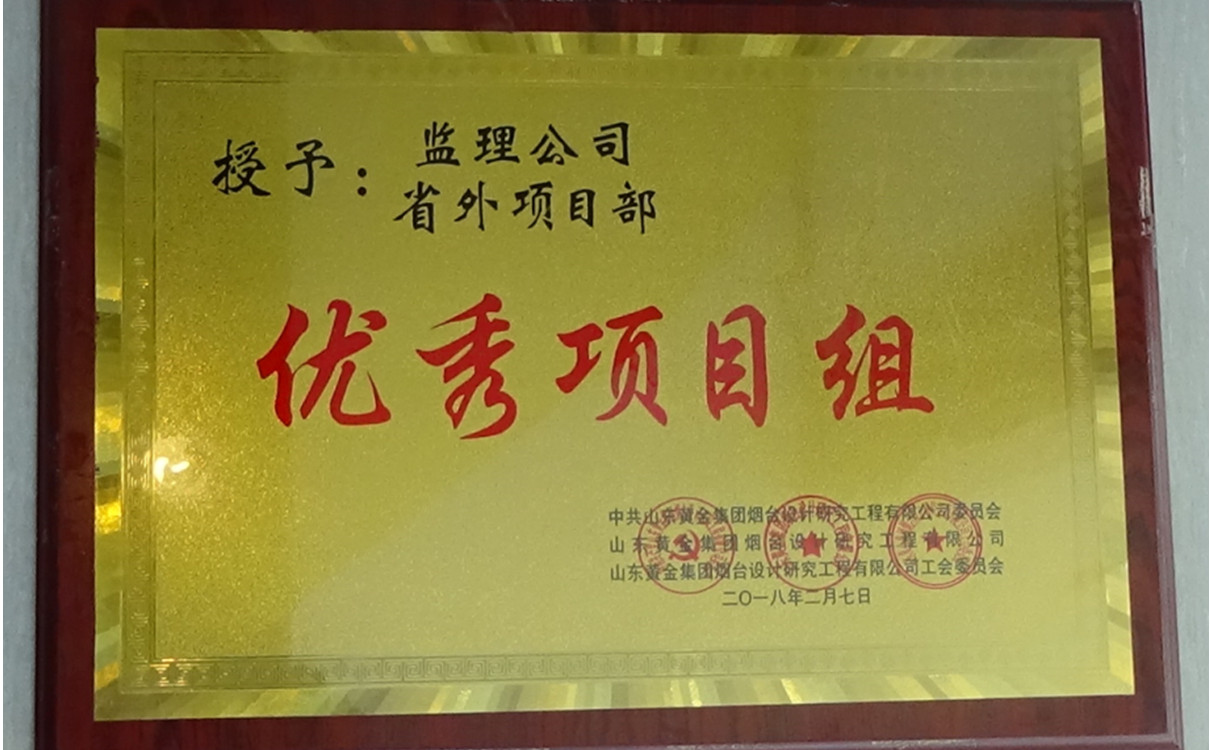 授予：
监理公司
省外项目部
优秀项目组
中共山东黄金集团烟台设计研究工程有限公司委员会
山东黄金集团烟台设计研究工程有限公司
山东黄金集团烟台设计研究工程有限公司工会委员会
二〇一八年二月七日